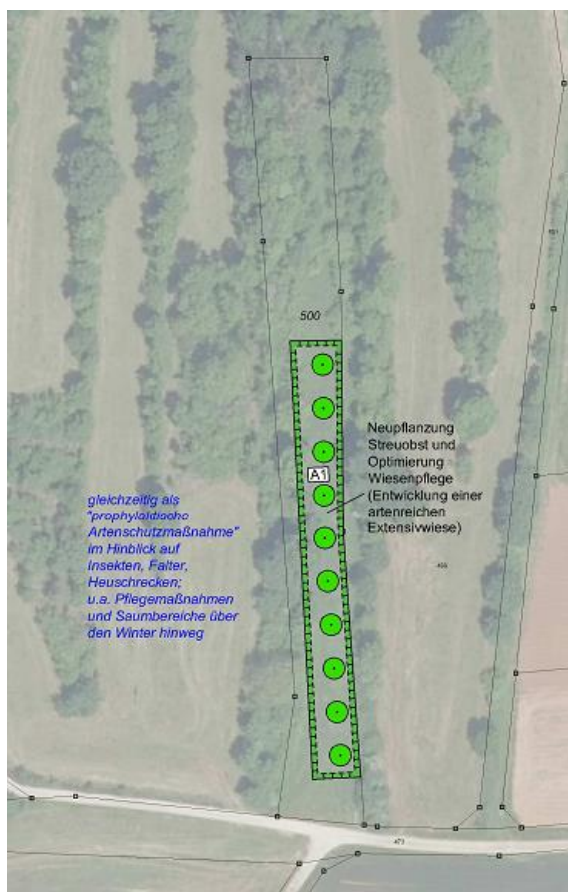 500
Neupflanzung
Streuobst und
Optimierung
Wiesenpflege
(Entwicklung einer
artenreichen
Extensivwiese)
A1
gleichzeitig als
"prophylaktische
Artenschutzmaßnahme"
im Hinblick auf
Insekten, Falter,
Heuschrecken;
u.a. Pflegemaßnahmen
und Saumbereiche über
den Winter hinweg
473